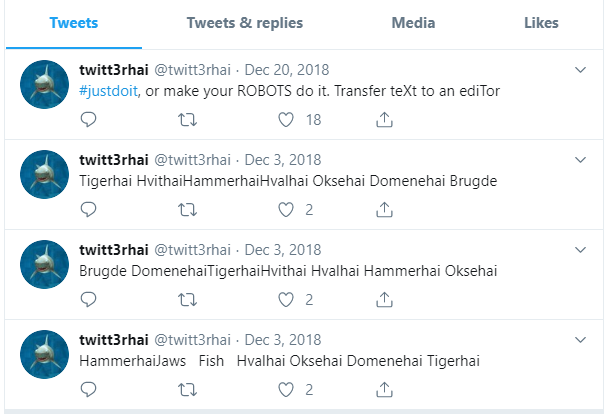 Tweets Tweets & replies Media Likes
twitt3rhai @twitt3rhai · Dec 20, 2018
#justdoit, or make your ROBOTS do it. Transfer teXt to an ediTor
18
twitt3rhai @twitt3rhai · Dec 3, 2018
Tigerhai HvithaiHammerhaiHvalhai Oksehai Domenehai Brugde
2
twitt3rhai @twitt3rhai · Dec 3, 2018
Brugde DomenehaiTigerhaiHvithai Hvalhai Hammerhai Oksehai
2
twitt3rhai @twitt3rhai · Dec 3, 2018
HammerhaiJaws   Fish   Hvalhai Oksehai Domenehai Tigerhai
2